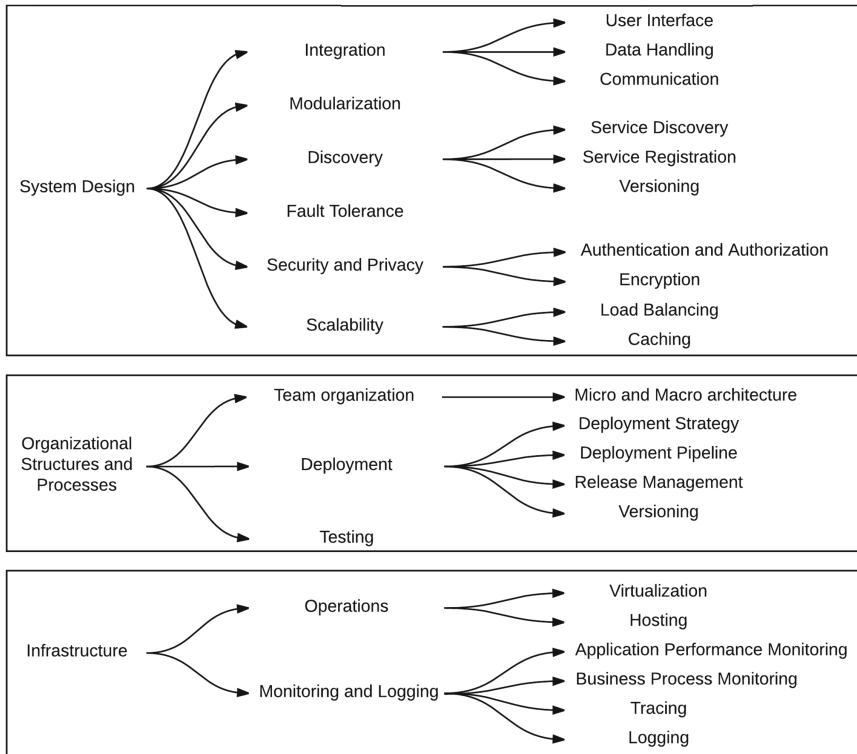 System Design
Integration
User Interface
Data Handling
Communication
Modularization
Discovery
Service Discovery
Service Registration
Versioning
Fault Tolerance
Security and Privacy
Authentication and Authorization
Encryption
Scalability
Load Balancing
Caching
Organizational
Structures and
Processes
Team organization
Micro and Macro architecture
Deployment
Deployment Strategy
Deployment Pipeline
Release Management
Versioning
Testing
Infrastructure
Operations
Virtualization
Hosting
Monitoring and Logging
Application Performance Monitoring
Business Process Monitoring
Tracing
Logging